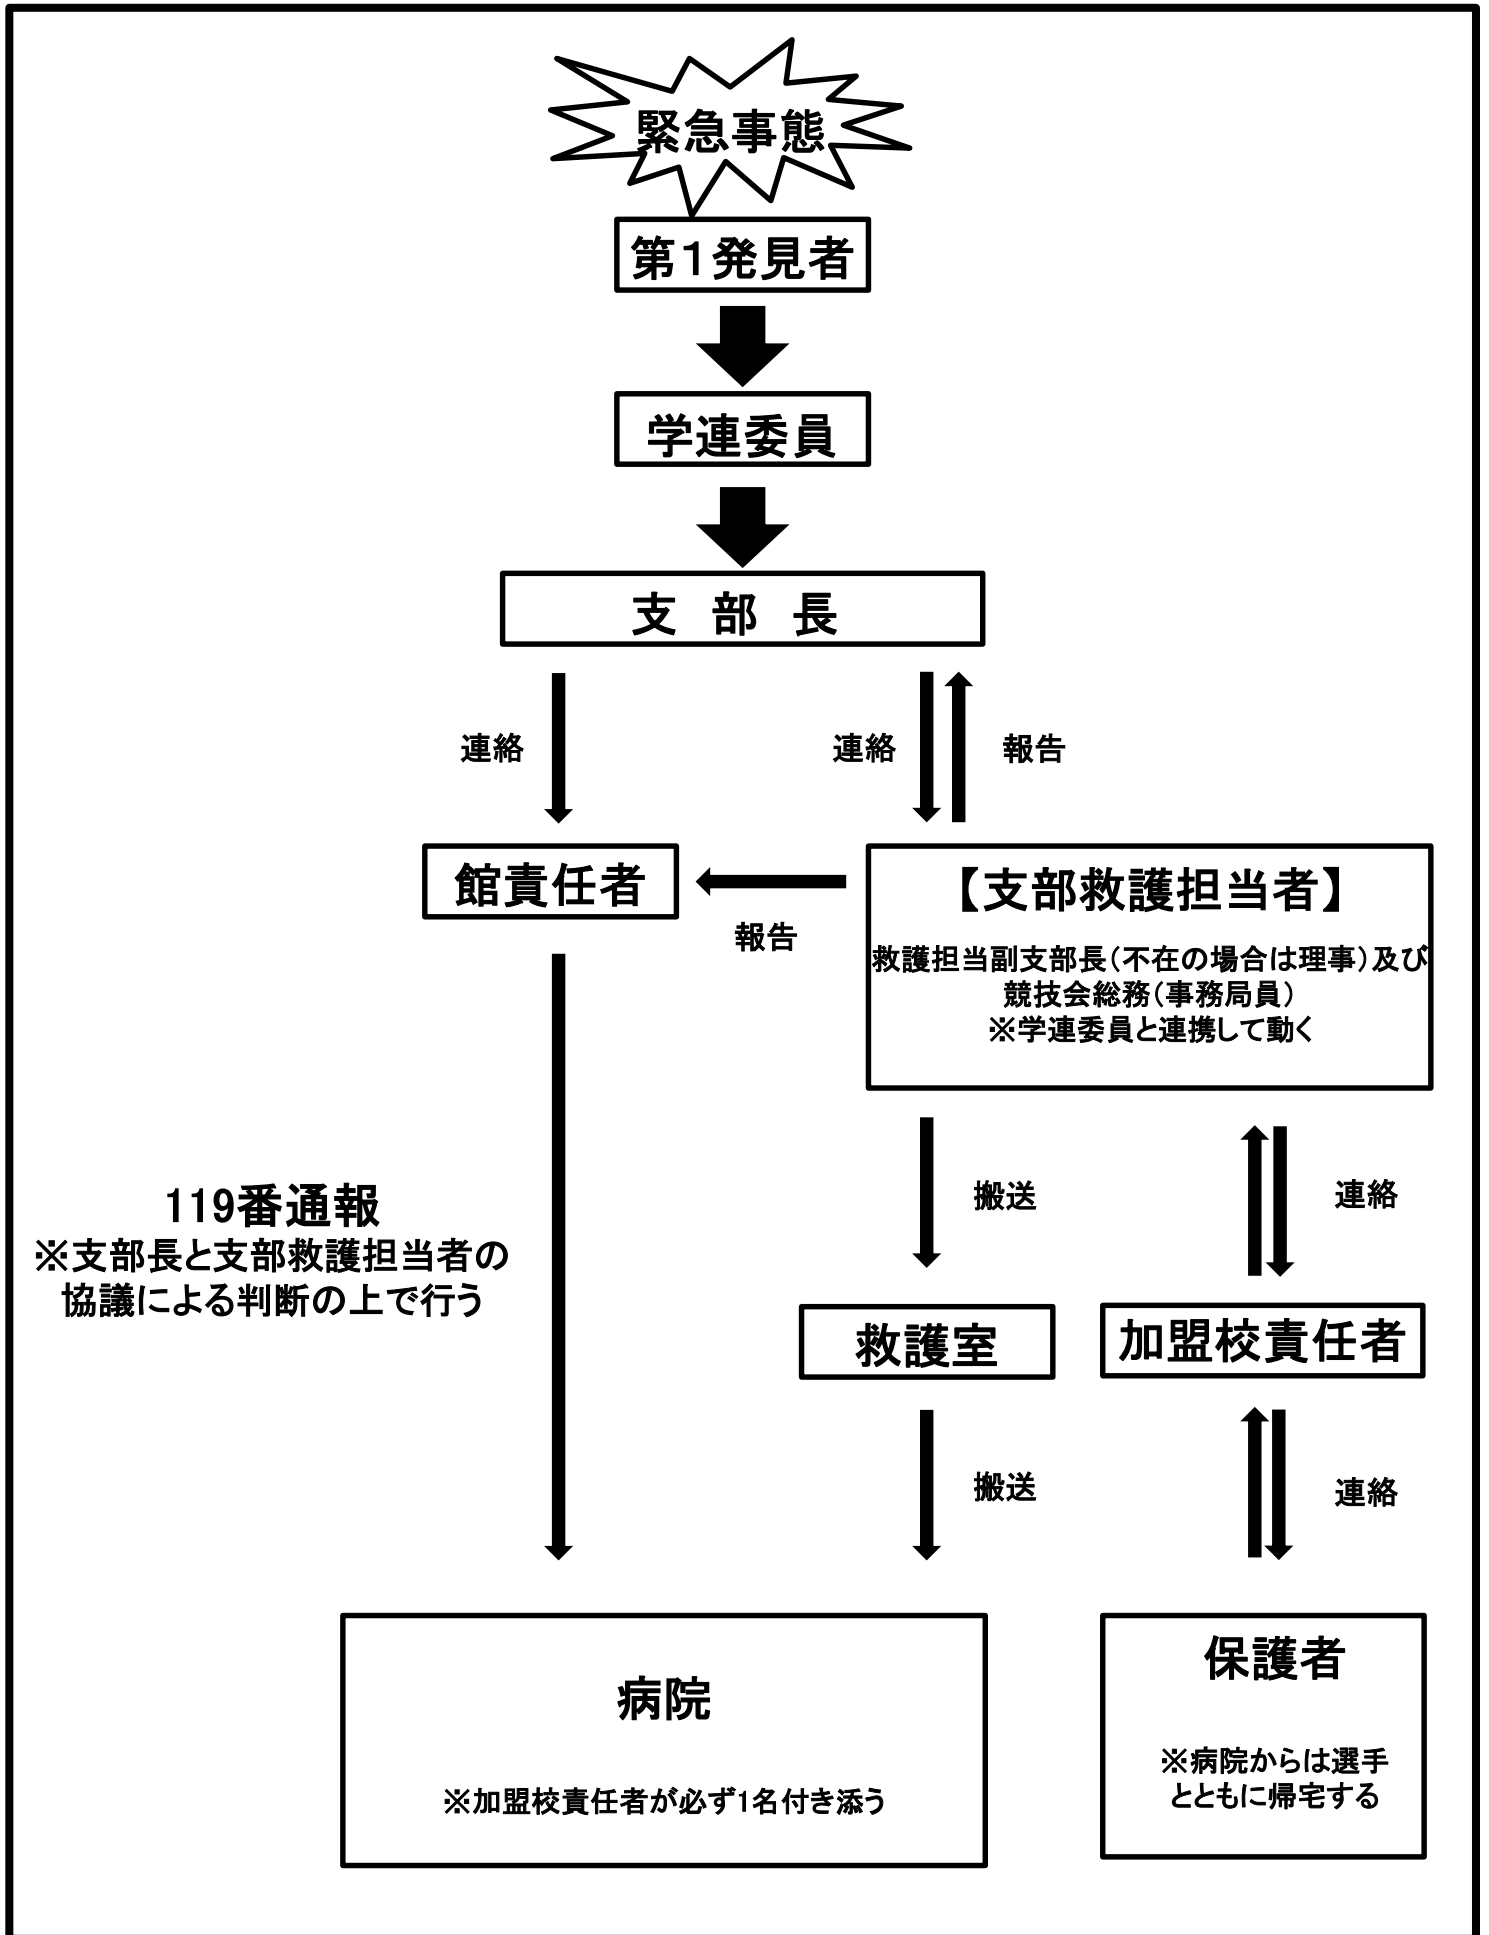 緊急事態
第1発見者
学連委員
支 部 長
連絡
連絡
報告
館責任者
報告
【支部救護担当者】
救護担当副支部長(不在の場合は理事)及び
競技会総務(事務局員)
※学連委員と連携して動く
119番通報
※支部長と支部救護担当者の
協議による判断の上で行う
搬送
連絡
救護室
加盟校責任者
搬送
連絡
病院
※加盟校責任者が必ず1名付き添う
保護者
※病院からは選手
とともに帰宅する